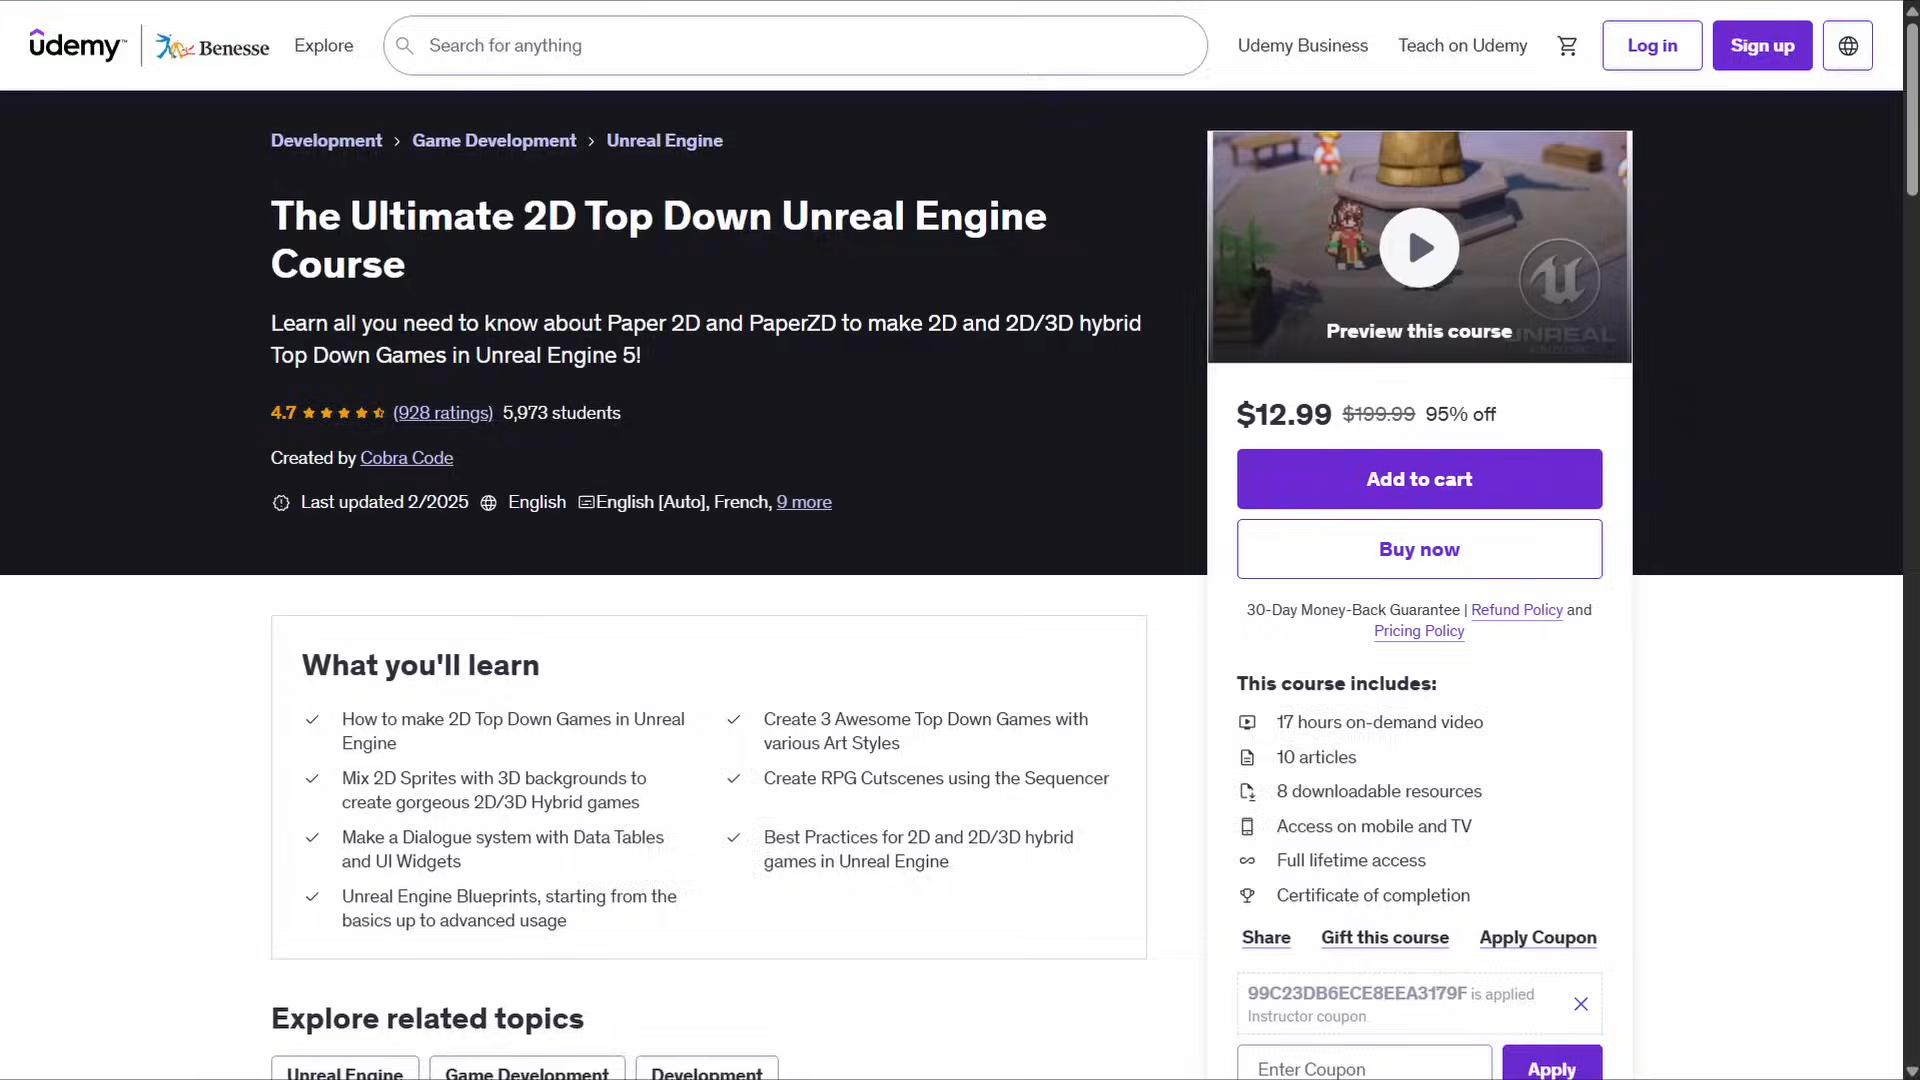 ûdemy
Benesse
Explore
Search for anything
Udemy Business
Teach on Udemy
Log in
Sign up
Development › Game Development › Unreal Engine
The Ultimate 2D Top Down Unreal Engine
Course
Learn all you need to know about Paper 2D and PaperZD to make 2D and 2D/3D hybrid
Top Down Games in Unreal Engine 5!
4.7 (928 ratings) 5,973 students
Created by Cobra Code
Last updated 2/2025 English English [Auto], French, 9 more
Preview this course
UNREAL
$12.99 $199.99 95% off
Add to cart
Buy now
30-Day Money-Back Guarantee | Refund Policy and
Pricing Policy
This course includes:
17 hours on-demand video
10 articles
8 downloadable resources
Access on mobile and TV
Full lifetime access
Certificate of completion
Share Gift this course Apply Coupon
99C23DB6ECE8EEA3179F is applied
Instructor coupon
Enter Coupon
Apply
What you'll learn
How to make 2D Top Down Games in Unreal
Engine
Create 3 Awesome Top Down Games with
various Art Styles
Mix 2D Sprites with 3D backgrounds to
create gorgeous 2D/3D Hybrid games
Create RPG Cutscenes using the Sequencer
Make a Dialogue system with Data Tables
and UI Widgets
Best Practices for 2D and 2D/3D hybrid
games in Unreal Engine
Unreal Engine Blueprints, starting from the
basics up to advanced usage
Explore related topics
Unreal Engine
Game Development
Development